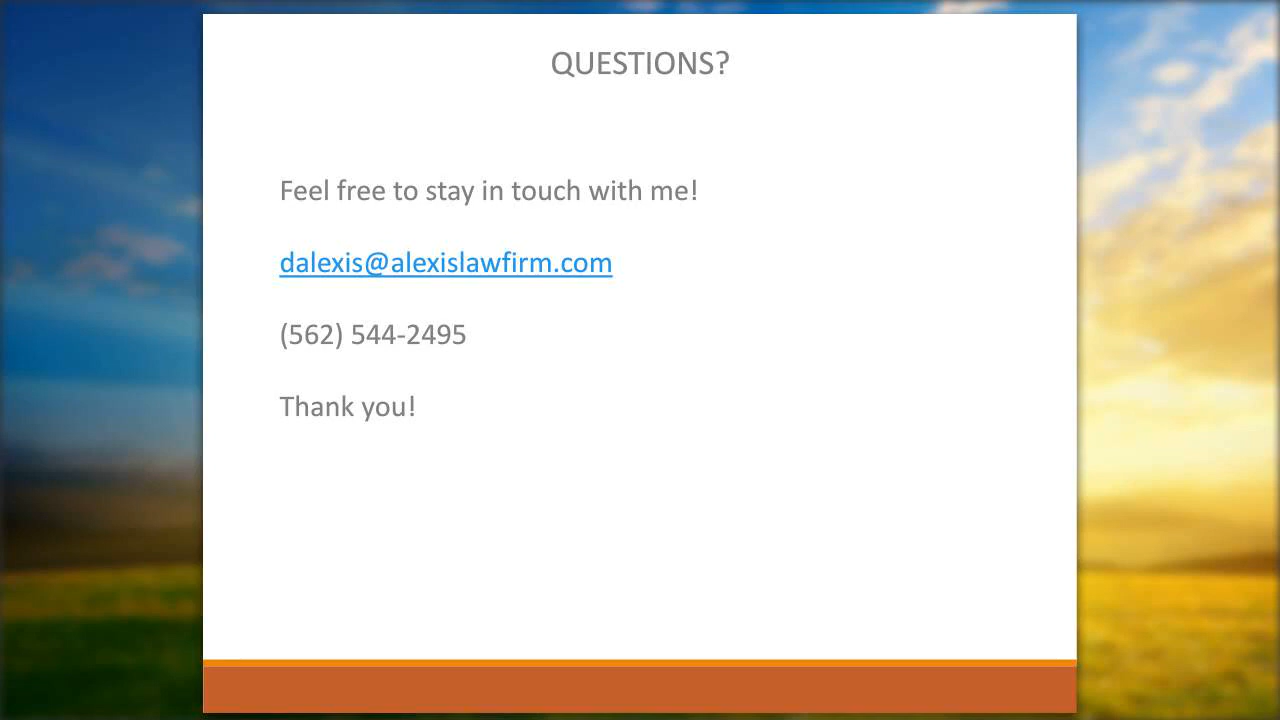 QUESTIONS?
Feel free to stay in touch with me!
dalexis@alexislawfirm.com
(562) 544-2495
Thank you!